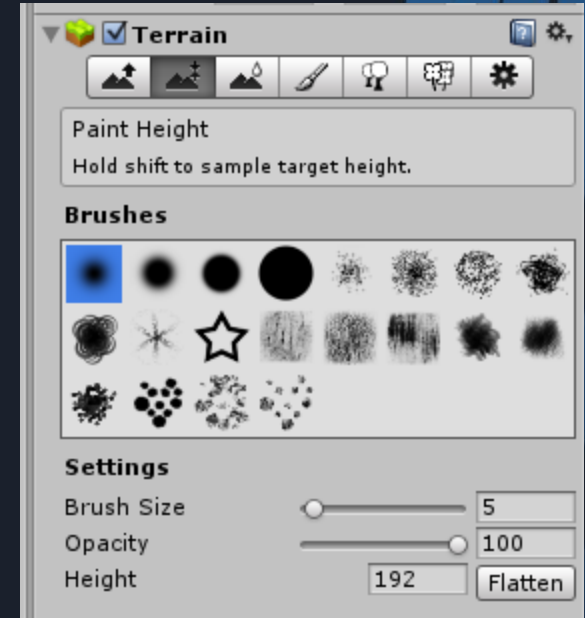 Terrain
Paint Height
Hold shift to sample target height.
Brushes
Settings
Brush Size 5
Opacity 100
Height 192 Flatten